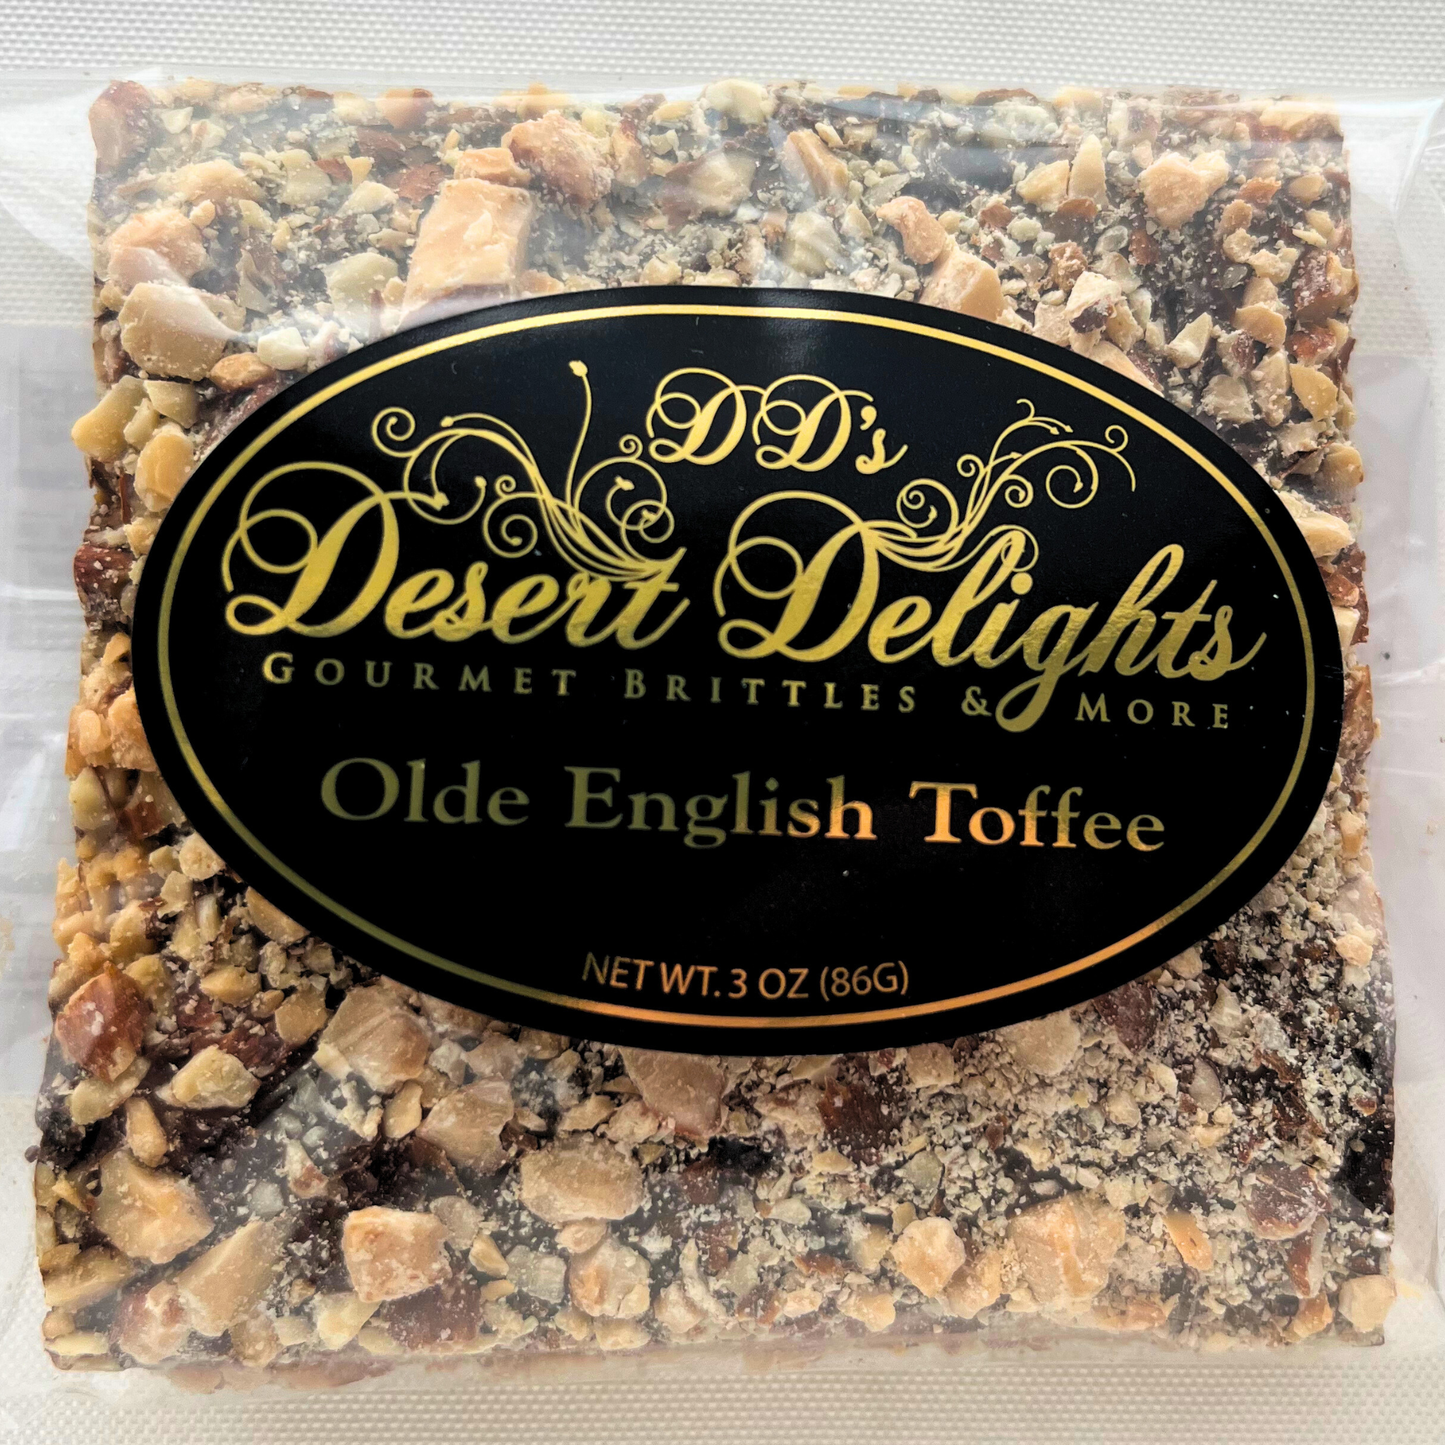 DD's
Desert Delights
GOURMET BRITTLES & MORE
Olde English Toffee
NET WT. 3 OZ (86G)